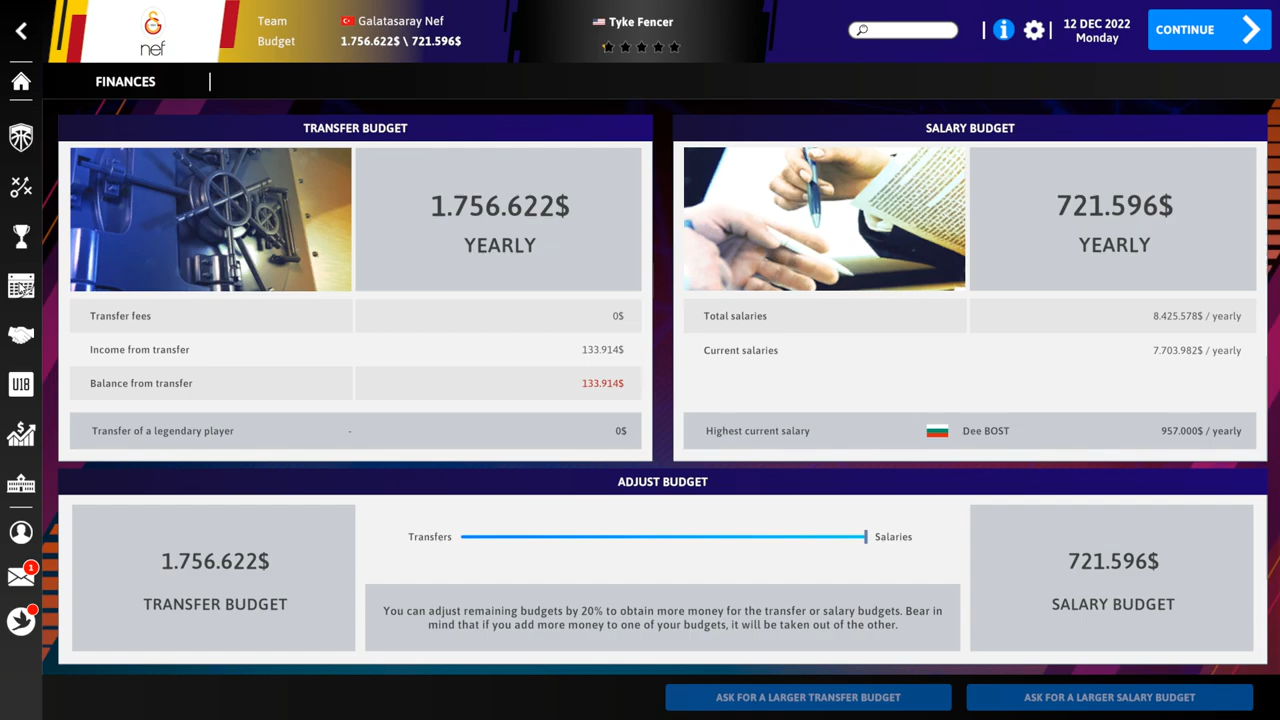 nef
Team
Galatasaray Nef
Budget
1.756.622$ \ 721.596$
Tyke Fencer
12 DEC 2022
Monday
CONTINUE
FINANCES
TRANSFER BUDGET
1.756.622$
YEARLY
Transfer fees 0$
Income from transfer 133.914$
Balance from transfer 133.914$
Transfer of a legendary player - 0$
SALARY BUDGET
721.596$
YEARLY
Total salaries 8.425.578$ / yearly
Current salaries 7.703.982$ / yearly
Highest current salary Dee BOST 957.000$ / yearly
ADJUST BUDGET
1.756.622$
TRANSFER BUDGET
Transfers Salaries
You can adjust remaining budgets by 20% to obtain more money for the transfer or salary budgets. Bear in
mind that if you add more money to one of your budgets, it will be taken out of the other.
721.596$
SALARY BUDGET
U18
1
ASK FOR A LARGER TRANSFER BUDGET
ASK FOR A LARGER SALARY BUDGET